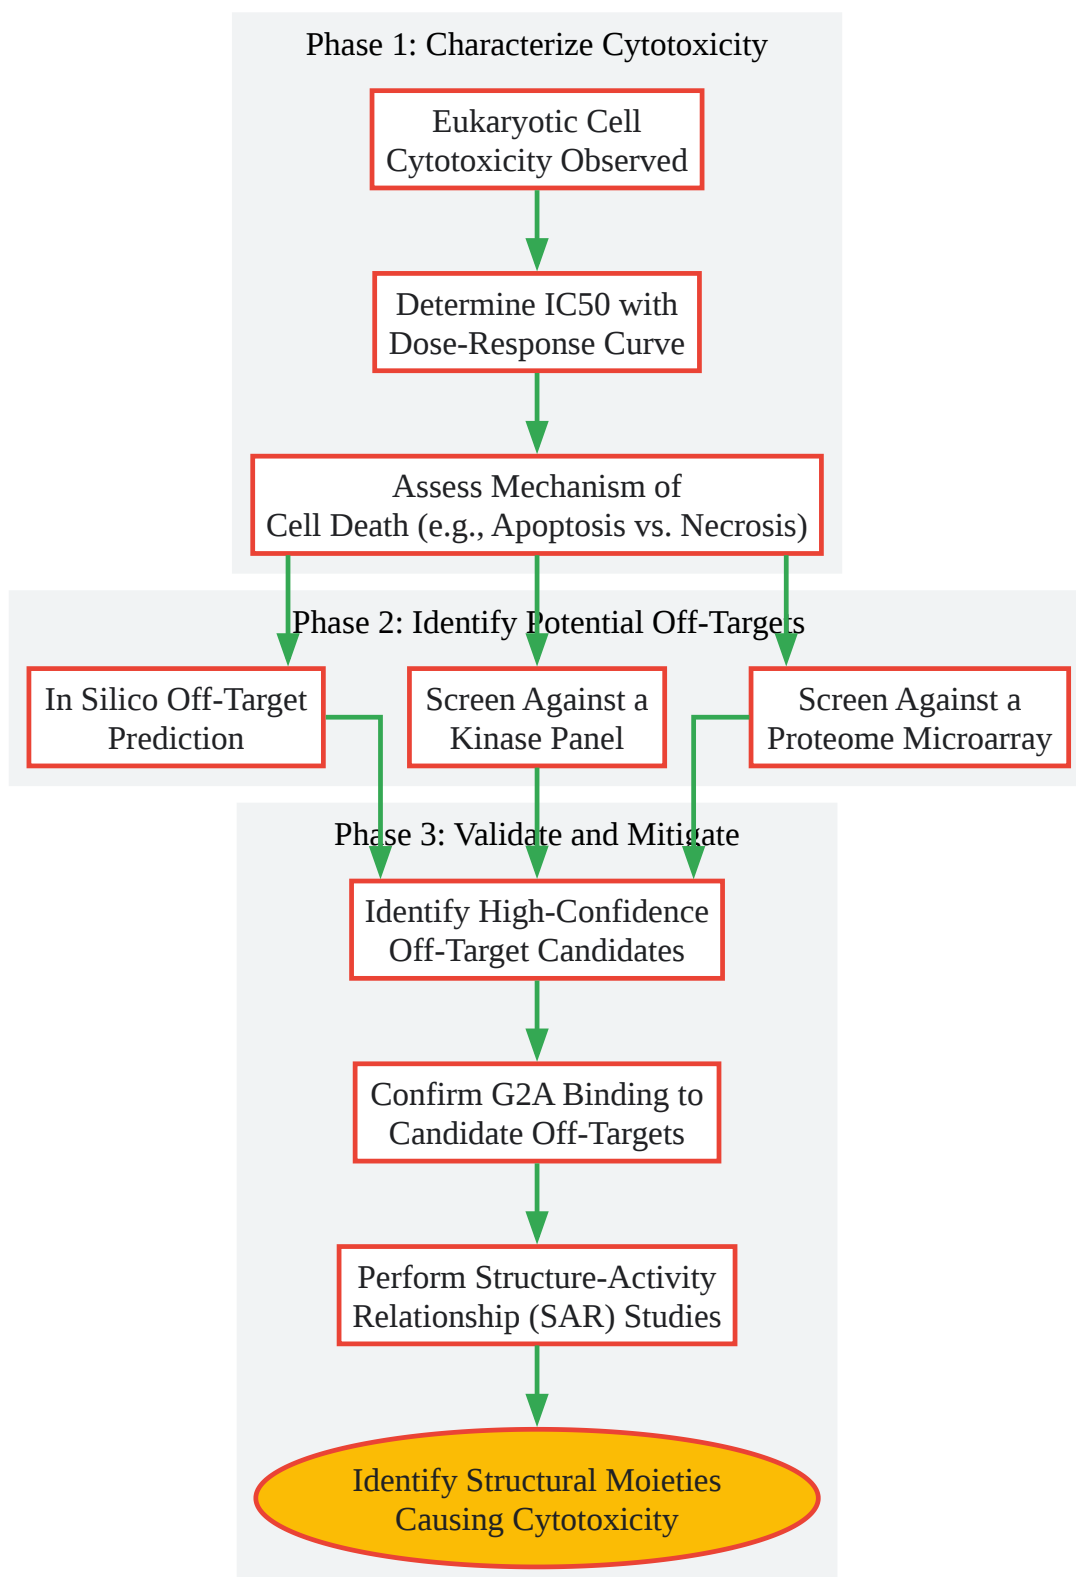 Phase 1: Characterize Cytotoxicity
Eukaryotic Cell
Cytotoxicity Observed
Determine IC50 with
Dose-Response Curve
Assess Mechanism of
Cell Death (e.g., Apoptosis vs. Necrosis)
Phase 2: Identify Potential Off-Targets
In Silico Off-Target
Prediction
Screen Against a
Kinase Panel
Screen Against a
Proteome Microarray
Phase 3: Validate and Mitigate
Identify High-Confidence
Off-Target Candidates
Confirm G2A Binding to
Candidate Off-Targets
Perform Structure-Activity
Relationship (SAR) Studies
Identify Structural Moieties
Causing Cytotoxicity